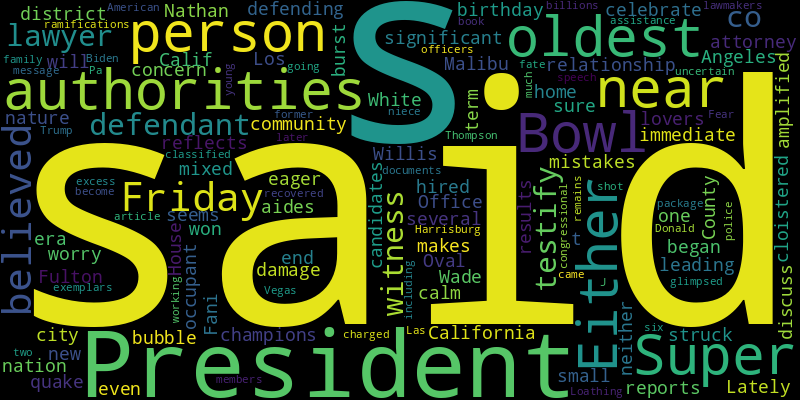 district
American
ramifications
Nathan
defending
birthday
billions
lawmakers
book
celebrate
co
lawyer
person
S
significant
officers
oldest
assistance
attorney
family
Biden
will
Calif
Los
burst
Malibu
relationship
Angeles
message
Pa
concern
young
going
fate
uncertain
authorities
White
term
home
much
speech
near
amplified
nature
Trump
defendant
community
former
niece
Thompson
sure
Bowl
lovers
Fear
immediate
reflects
later
believed
said
classified
mixed
Willis
documents
mistakes
excess
become
Friday
eager
recovered
candidates
witness
hired
Office
testify
congressional
remains
shot
Either
package
County
cloistered
article
seems
aides
several
results
t
one
Donald
police
era
won
Harrisburg
began
worry
House
occupant
end
Oval
makes
leading
glimpsed
discuss
Fulton
damage
Wade
came
exemplars
working
Fani
Vegas
including
calm
city
bubble
champions
charged
Las
California
neither
six
struck
two
new
President
small
Super
Lately
nation
quake
even
members
Loathing
reports